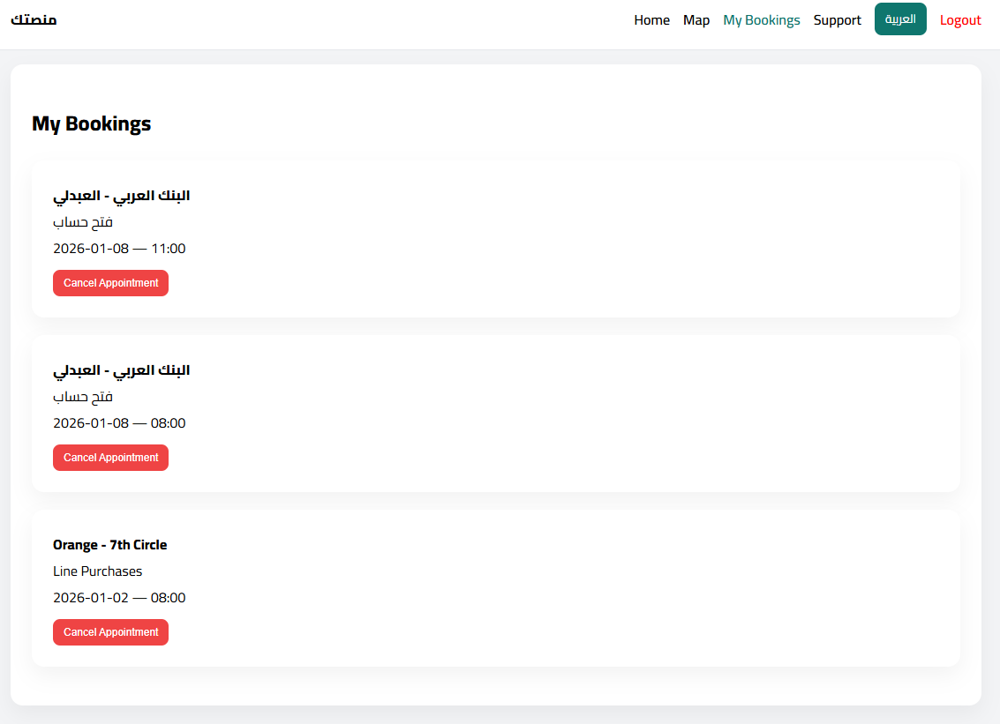 منصتك
Home Map My Bookings Support العربية Logout
My Bookings
البنك العربي - العبدلي
فتح حساب
2026-01-08 — 11:00
Cancel Appointment
البنك العربي - العبدلي
فتح حساب
2026-01-08 — 08:00
Cancel Appointment
Orange - 7th Circle
Line Purchases
2026-01-02 — 08:00
Cancel Appointment